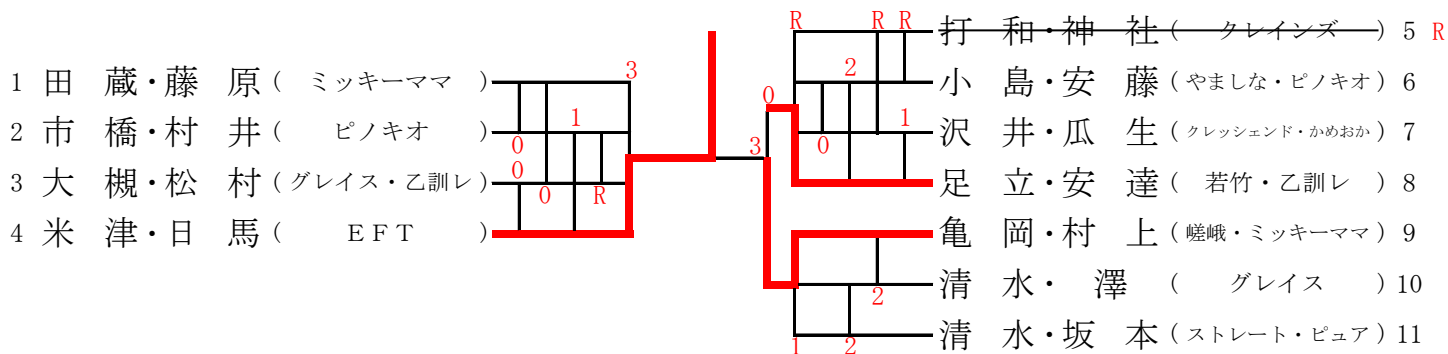 1 田 蔵・藤 原 ( ミッキーママ )
2 市 橋・村 井 ( ピノキオ )
3 大 槻・松 村 ( グレイス・乙訓レ )
4 米 津・日 馬 ( ＥＦＴ )
3
1
0
0
0 R
R R R
2
0
1
0
3
2
1 2
打 和・神 社 ( クレインズ ) 5 R
小 島・安 藤 ( やましな・ピノキオ ) 6
沢 井・瓜 生 ( クレッシェンド・かめおか ) 7
足 立・安 達 ( 若竹・乙訓レ ) 8
亀 岡・村 上 ( 嵯峨・ミッキーママ ) 9
清 水・ 澤 ( グレイス ) 10
清 水・坂 本 ( ストレート・ピュア ) 11